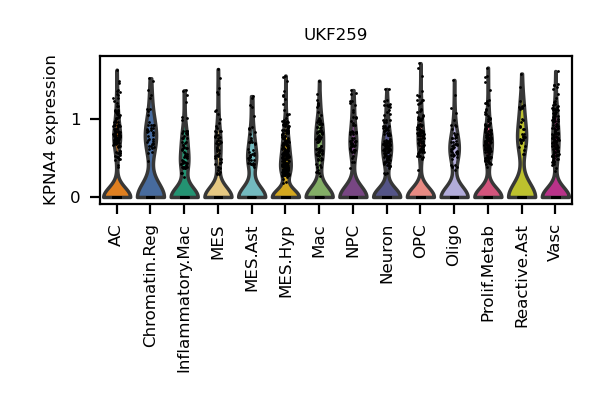 UKF259
KPNA4 expression
1
0
AC
Chromatin.Reg
Inflammatory.Mac
MES
MES.Ast
MES.Hyp
Mac
NPC
Neuron
OPC
Oligo
Prolif.Metab
Reactive.Ast
Vasc